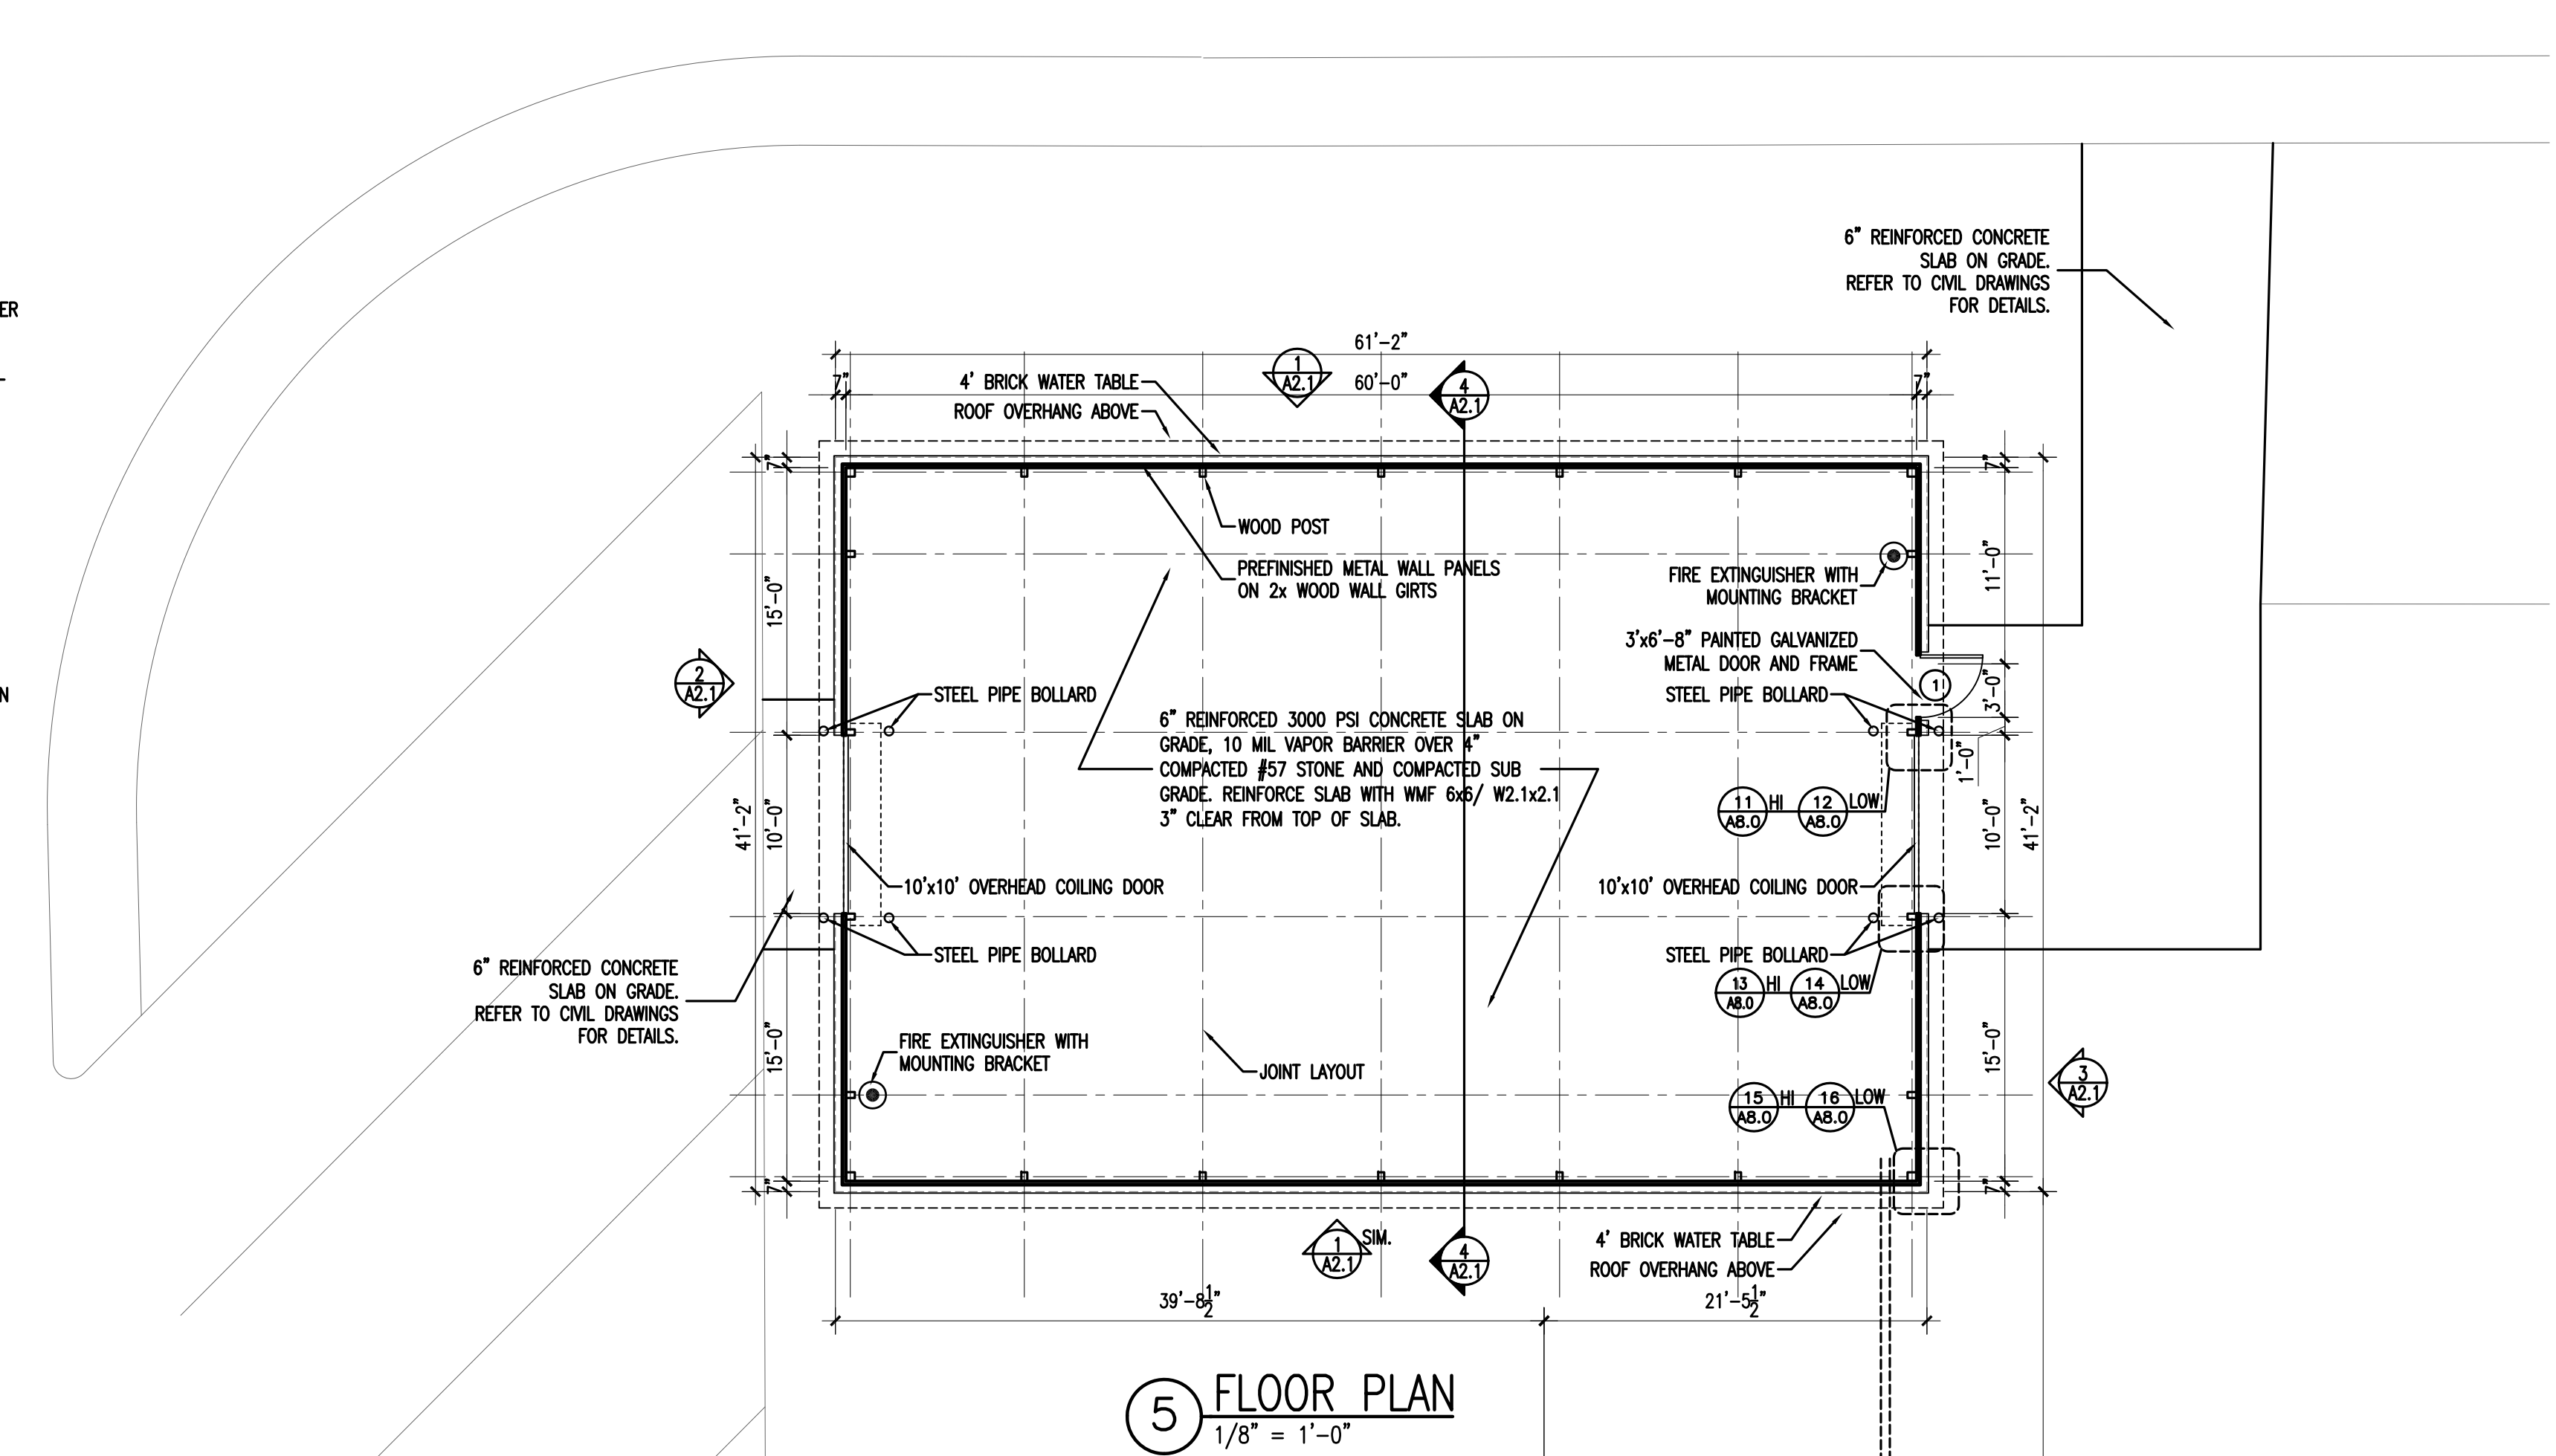 ER
N
6" REINFORCED CONCRETE
SLAB ON GRADE.
REFER TO CIVIL DRAWINGS
FOR DETAILS.
61'-2"
1
A2.1
4
A2.1
7"
60'-0"
7"
4' BRICK WATER TABLE
ROOF OVERHANG ABOVE
7"
7"
WOOD POST
PREFINISHED METAL WALL PANELS
ON 2x WOOD WALL GIRTS
FIRE EXTINGUISHER WITH
MOUNTING BRACKET
15'-0"
11'-0"
3'x6'-8" PAINTED GALVANIZED
METAL DOOR AND FRAME
2
A2.1
1
STEEL PIPE BOLLARD
STEEL PIPE BOLLARD
3'-0"
6" REINFORCED 3000 PSI CONCRETE SLAB ON
GRADE, 10 MIL VAPOR BARRIER OVER 4"
COMPACTED #57 STONE AND COMPACTED SUB
GRADE. REINFORCE SLAB WITH WMF 6x6/ W2.1x2.1
3" CLEAR FROM TOP OF SLAB.
1'-0"
11
A8.0
HI
12
A8.0
LOW
41'-2"
10'-0"
10'-0"
41'-2"
10'x10' OVERHEAD COILING DOOR
10'x10' OVERHEAD COILING DOOR
STEEL PIPE BOLLARD
STEEL PIPE BOLLARD
6" REINFORCED CONCRETE
SLAB ON GRADE.
REFER TO CIVIL DRAWINGS
FOR DETAILS.
13
A8.0
HI
14
A8.0
LOW
FIRE EXTINGUISHER WITH
MOUNTING BRACKET
15'-0"
JOINT LAYOUT
15'-0"
3
A2.1
15
A8.0
HI
16
A8.0
LOW
7"
7"
1
A2.1
SIM.
4
A2.1
4' BRICK WATER TABLE
ROOF OVERHANG ABOVE
39'-8 1/2"
21'-5 1/2"
5
FLOOR PLAN
1/8" = 1'-0"